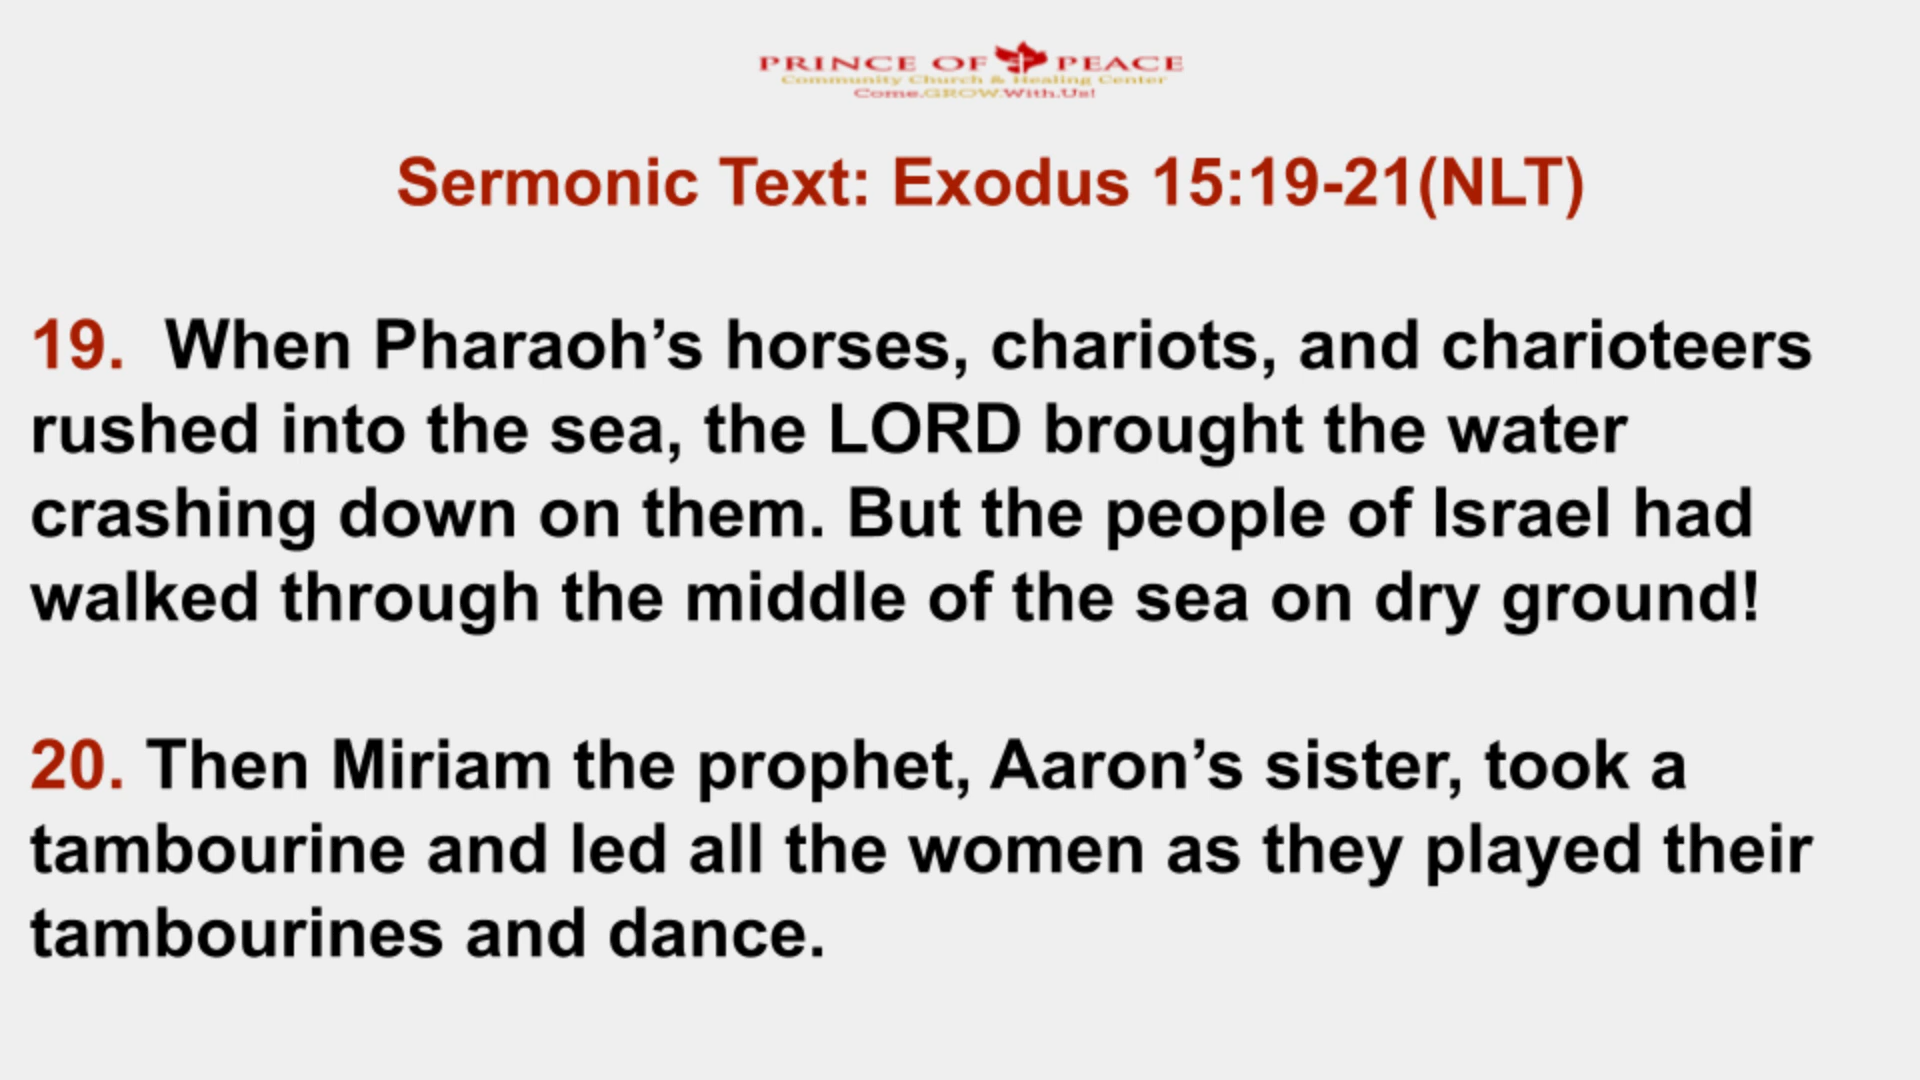 PRINCE OF PEACE
Community Church & Healing Center
Come.GROW.With.Us!
Sermonic Text: Exodus 15:19-21(NLT)
19. When Pharaoh’s horses, chariots, and charioteers
rushed into the sea, the LORD brought the water
crashing down on them. But the people of Israel had
walked through the middle of the sea on dry ground!
20. Then Miriam the prophet, Aaron’s sister, took a
tambourine and led all the women as they played their
tambourines and dance.